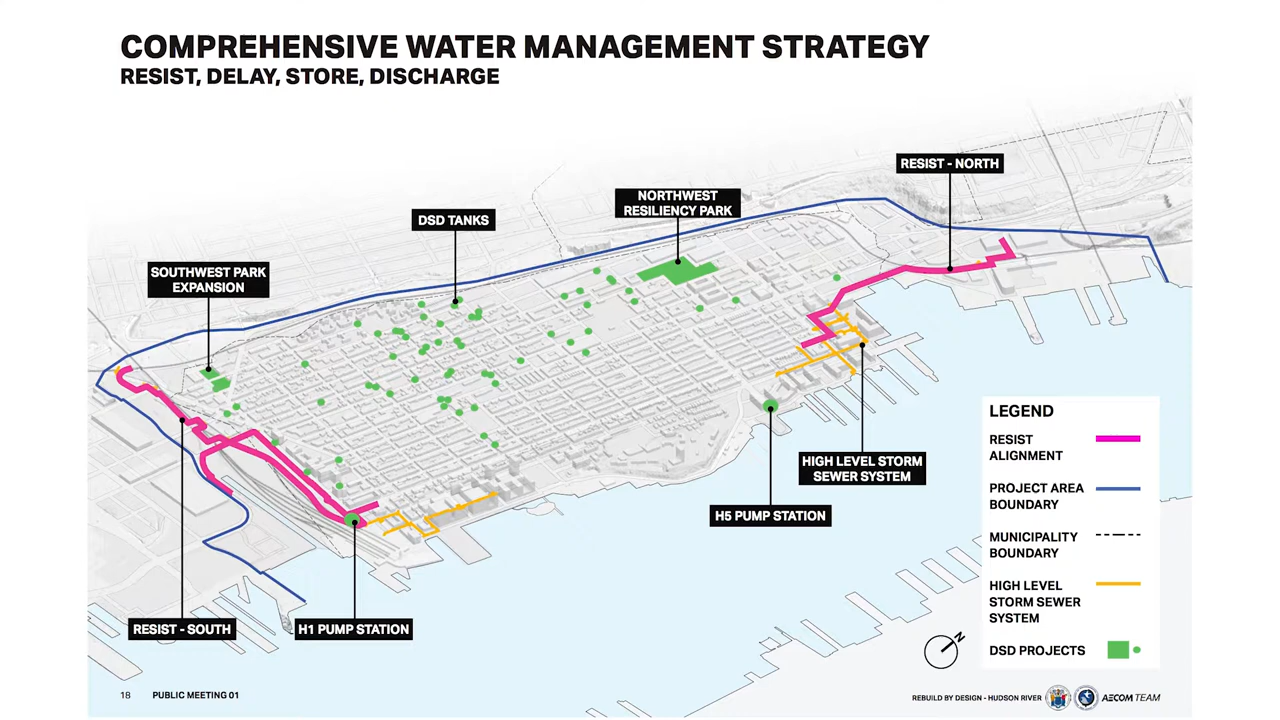 COMPREHENSIVE WATER MANAGEMENT STRATEGY
RESIST, DELAY, STORE, DISCHARGE
RESIST - NORTH
NORTHWEST
RESILIENCY PARK
DSD TANKS
SOUTHWEST PARK
EXPANSION
HIGH LEVEL STORM
SEWER SYSTEM
H5 PUMP STATION
RESIST - SOUTH
H1 PUMP STATION
LEGEND
RESIST
ALIGNMENT
PROJECT AREA
BOUNDARY
MUNICIPALITY
BOUNDARY
HIGH LEVEL
STORM SEWER
SYSTEM
DSD PROJECTS
N
18 PUBLIC MEETING 01
REBUILD BY DESIGN - HUDSON RIVER
AECOM TEAM